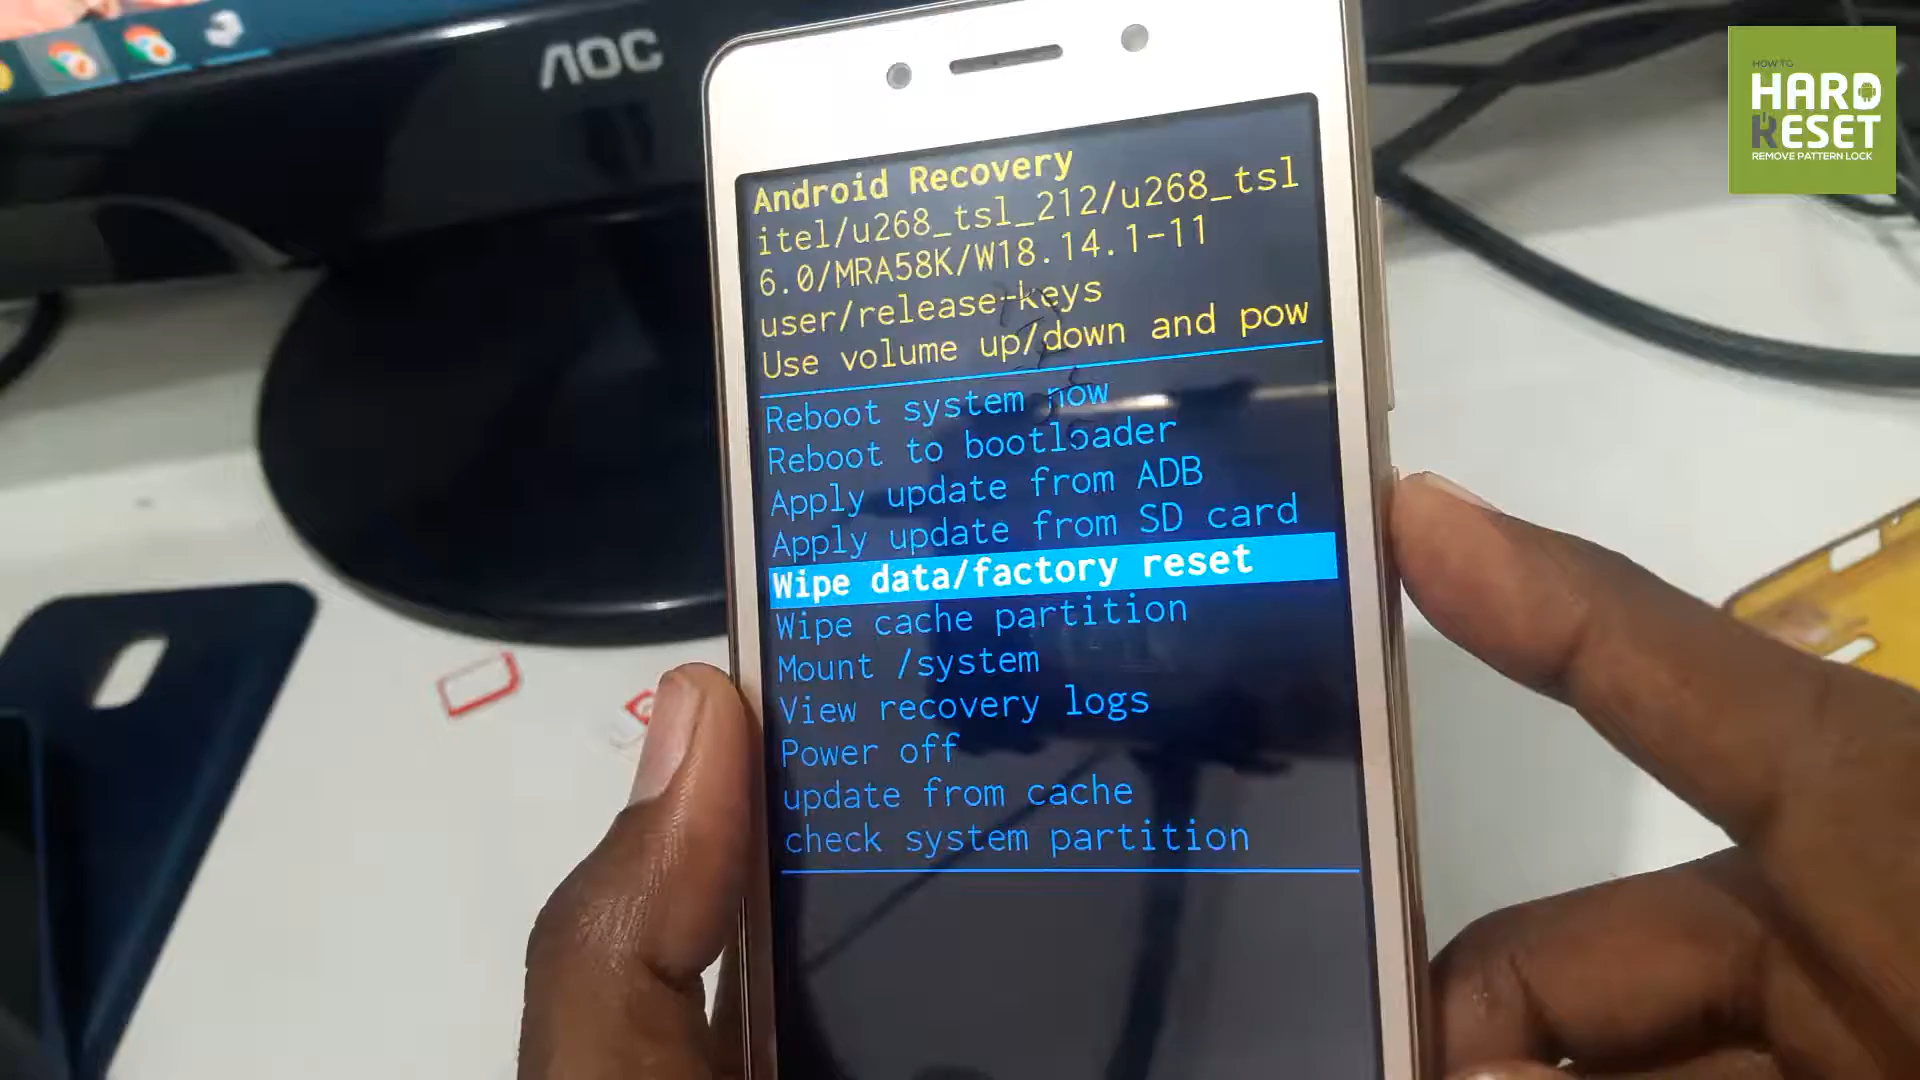 AOC
HOW TO
HARD
RESET
REMOVE PATTERN LOCK
Android Recovery
itel/u268_tsl_212/u268_tsl
6.0/MRA58K/W18.14.1-11
user/release-keys
Use volume up/down and pow
Reboot system now
Reboot to bootloader
Apply update from ADB
Apply update from SD card
Wipe data/factory reset
Wipe cache partition
Mount /system
View recovery logs
Power off
update from cache
check system partition